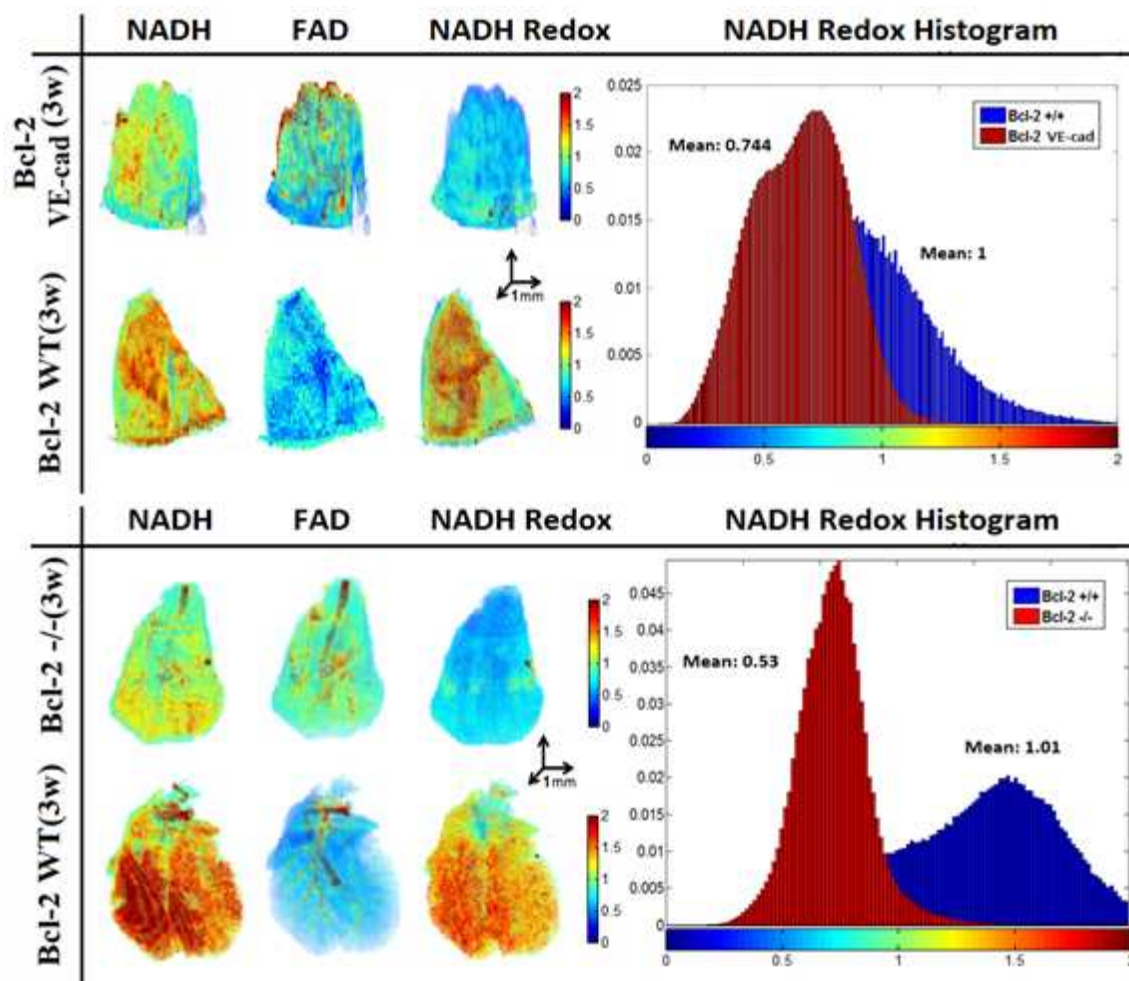 NADH FAD NADH Redox NADH Redox Histogram
Bcl-2
VE-cad (3w)
2
1.5
1
0.5
0
0.025
0.02
0.015
0.01
0.005
0
Bcl-2 +/+
Bcl-2 VE-cad
Mean: 0.744
Mean: 1
1mm
Bcl-2 WT(3w)
2
1.5
1
0.5
0
0 0.5 1 1.5 2
NADH FAD NADH Redox NADH Redox Histogram
Bcl-2 -/-(3w)
2
1.5
1
0.5
0
0.045
0.04
0.035
0.03
0.025
0.02
0.015
0.01
0.005
0
Bcl-2 +/+
Bcl-2 -/-
Mean: 0.53
Mean: 1.01
1mm
Bcl-2 WT(3w)
2
1.5
1
0.5
0
0 0.5 1 1.5